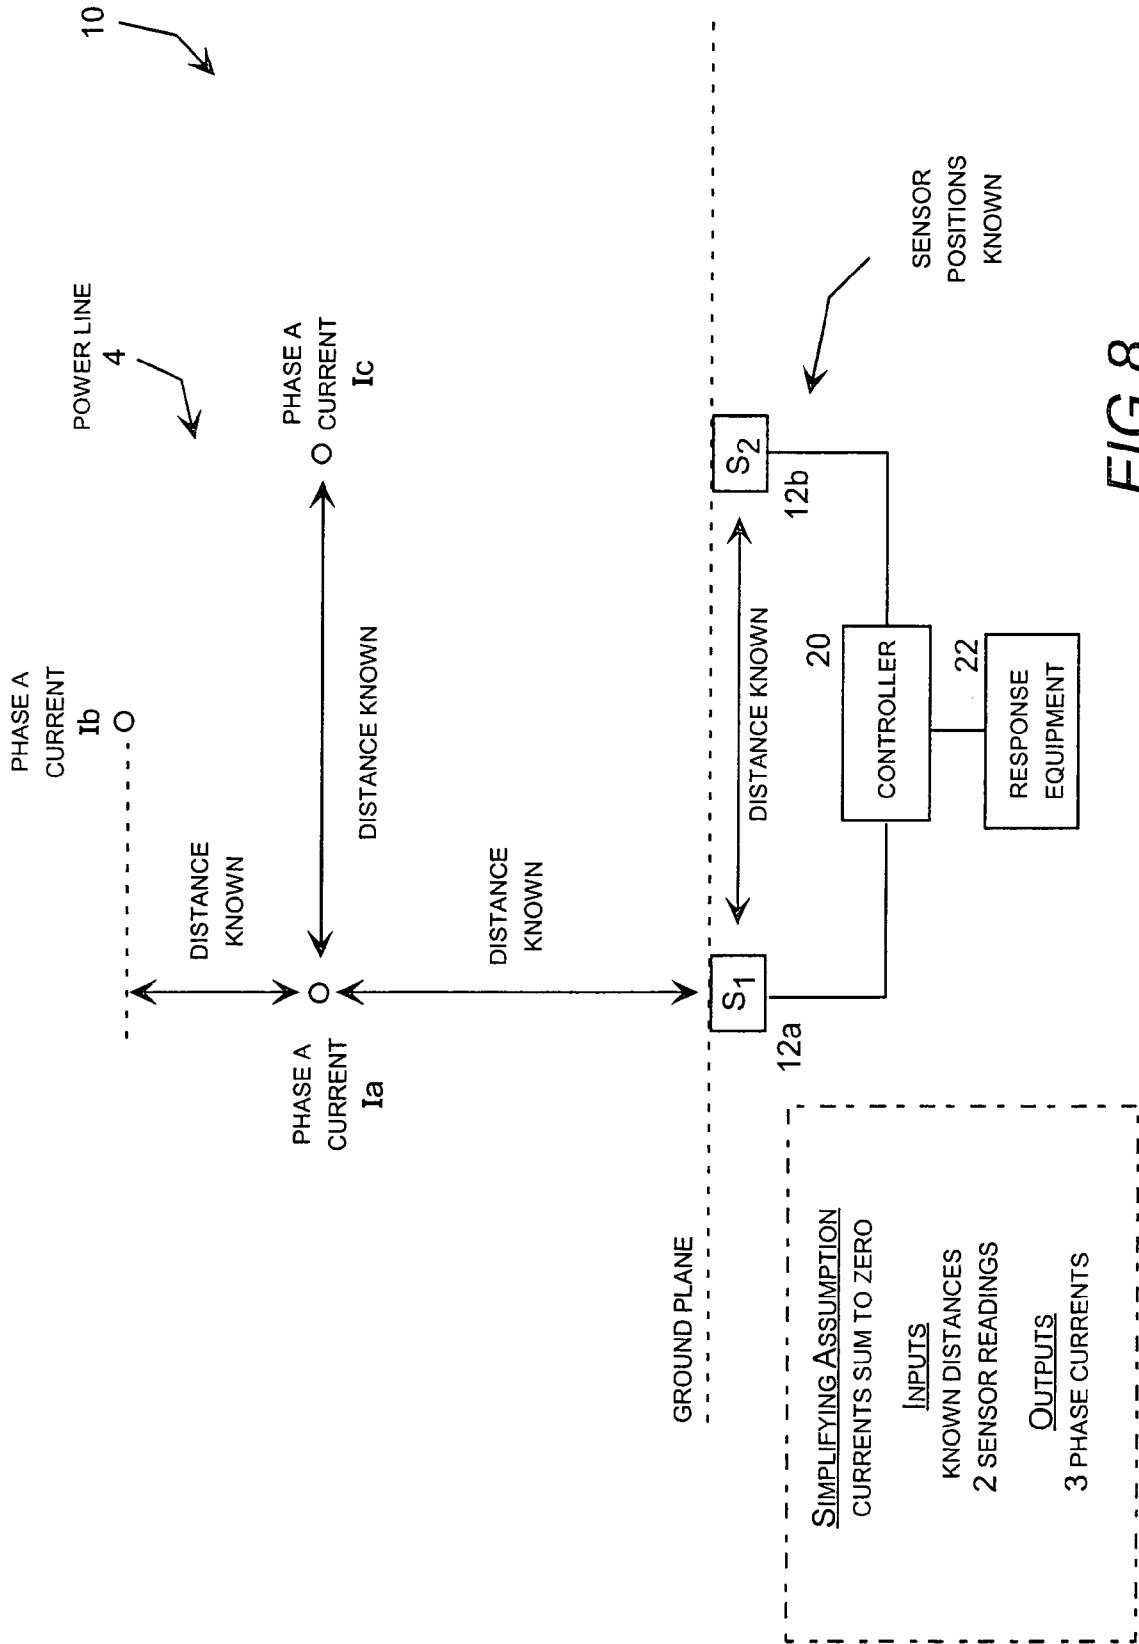 10
POWER LINE
4
PHASE A
CURRENT
Ib
DISTANCE
KNOWN
PHASE A
CURRENT
Ia
PHASE A
CURRENT
Ic
DISTANCE KNOWN
DISTANCE
KNOWN
GROUND PLANE
S1
12a
S2
12b
DISTANCE KNOWN
SENSOR
POSITIONS
KNOWN
20
CONTROLLER
22
RESPONSE
EQUIPMENT
SIMPLIFYING ASSUMPTION
CURRENTS SUM TO ZERO
INPUTS
KNOWN DISTANCES
2 SENSOR READINGS
OUTPUTS
3 PHASE CURRENTS
FIG 8